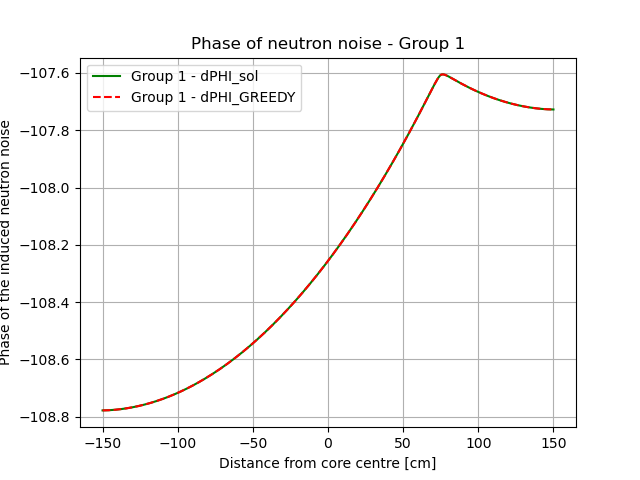 Phase of neutron noise - Group 1
Group 1 - dPHI_sol
Group 1 - dPHI_GREEDY
Phase of the induced neutron noise
−107.6
−107.8
−108.0
−108.2
−108.4
−108.6
−108.8
−150
−100
−50
0
50
100
150
Distance from core centre [cm]